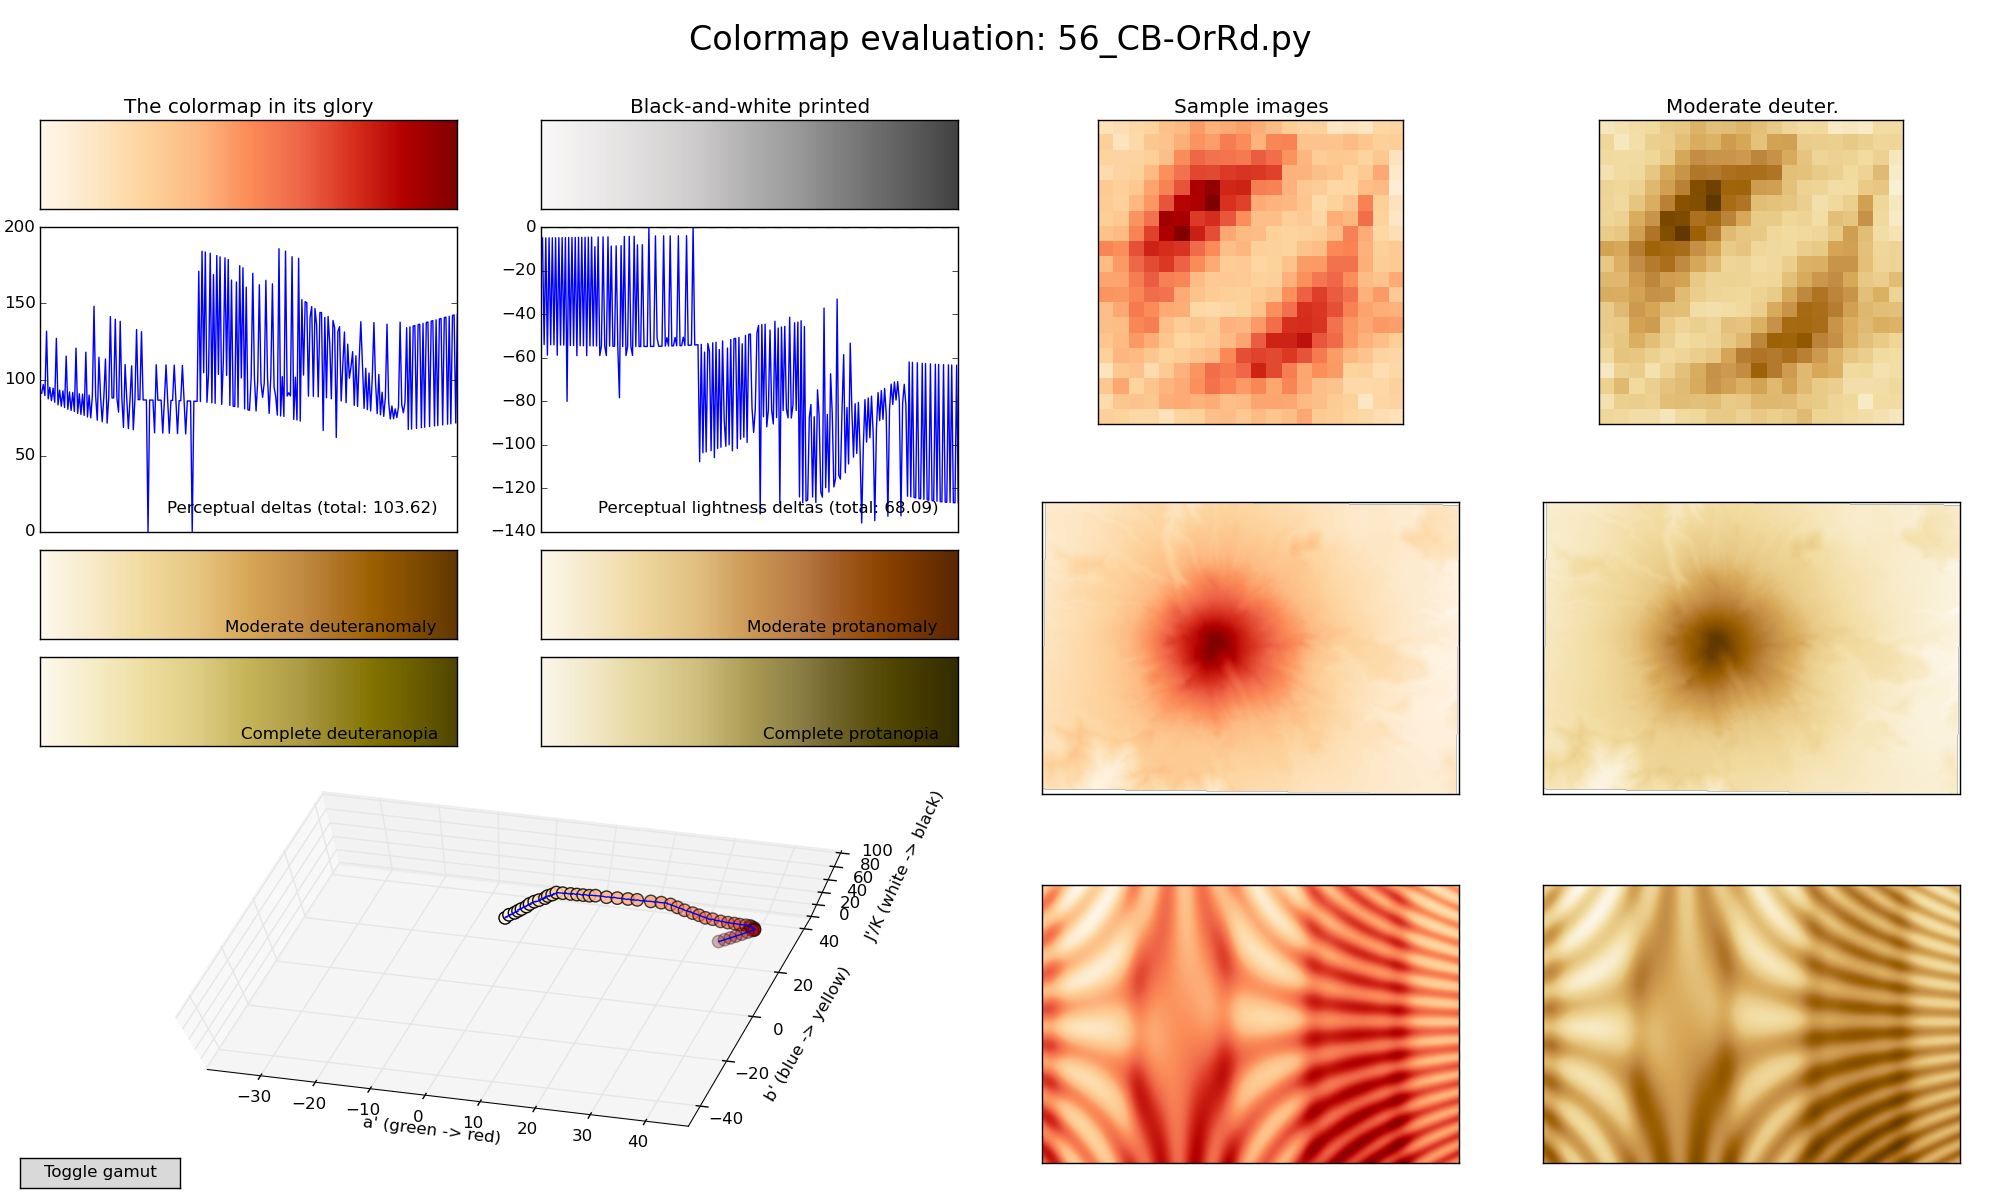 Colormap evaluation: 56_CB-OrRd.py
The colormap in its glory
Black-and-white printed
Sample images
Moderate deuter.
200
150
100
50
0
Perceptual deltas (total: 103.62)
0
−20
−40
−60
−80
−100
−120
−140
Perceptual lightness deltas (total: 68.09)
Moderate deuteranomaly
Moderate protanomaly
Complete deuteranopia
Complete protanopia
100
80
60
40
20
0
J'/K (white -> black)
40
20
0
−20
−40
b' (blue -> yellow)
−30
−20
−10
0
10
20
30
40
a' (green -> red)
Toggle gamut